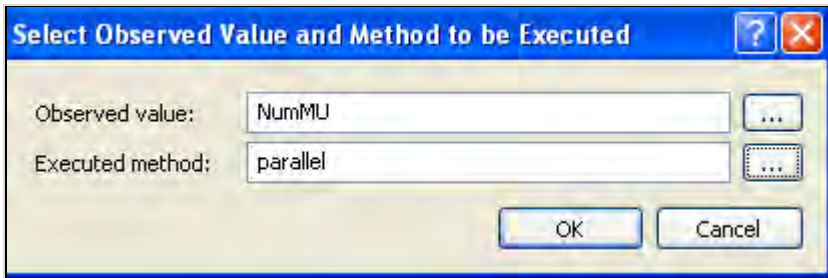 Select Observed Value and Method to be Executed ? X
Observed value: NumMU ...
Executed method: parallel ...
OK Cancel